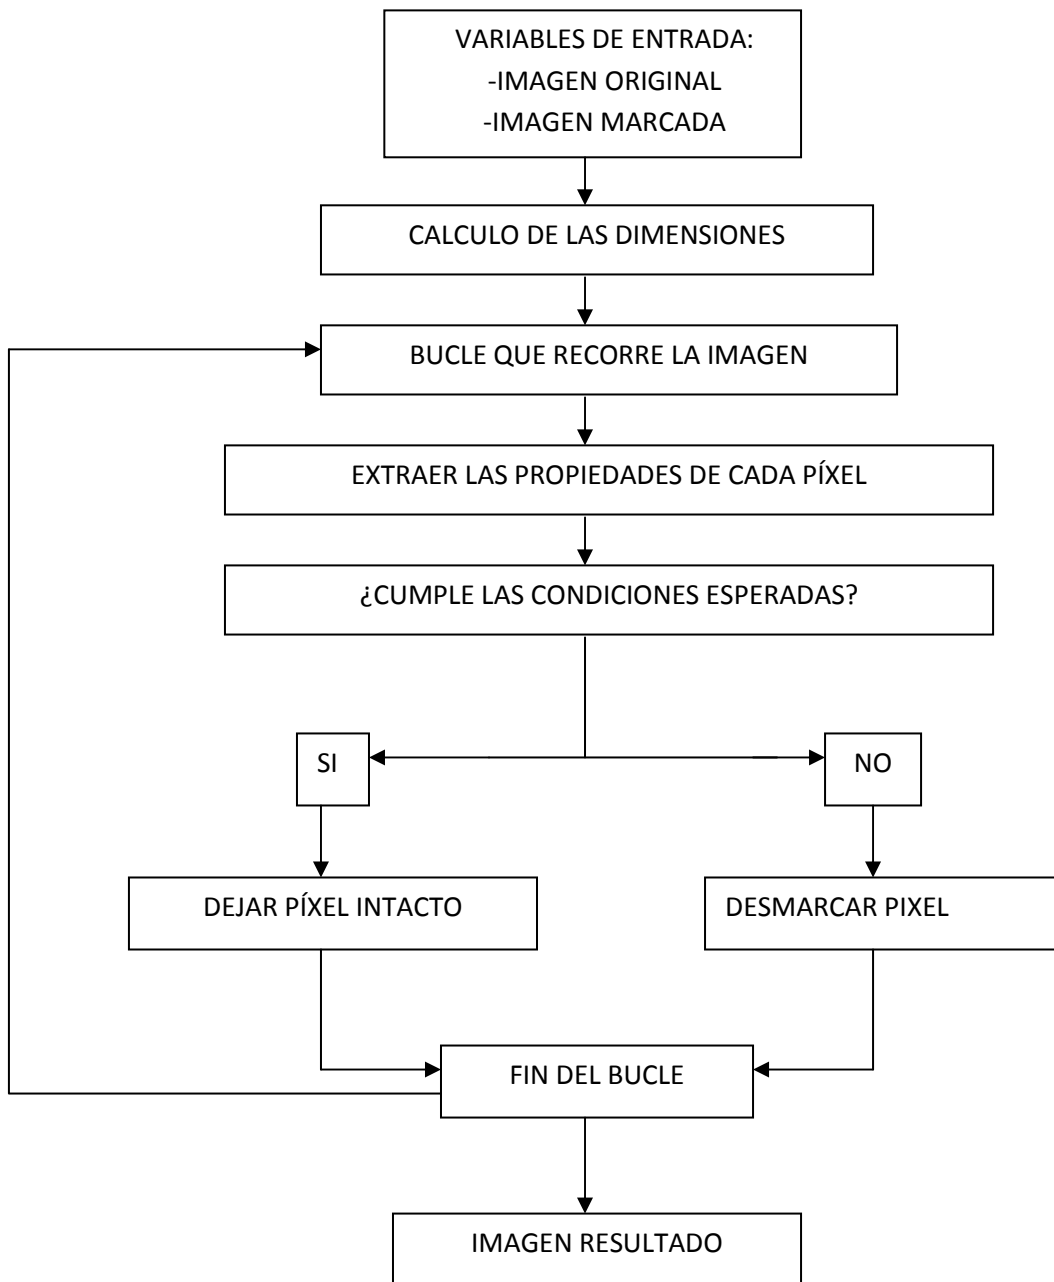 VARIABLES DE ENTRADA:
-IMAGEN ORIGINAL
-IMAGEN MARCADA
CALCULO DE LAS DIMENSIONES
BUCLE QUE RECORRE LA IMAGEN
EXTRAER LAS PROPIEDADES DE CADA PÍXEL
¿CUMPLE LAS CONDICIONES ESPERADAS?
SI
NO
DEJAR PÍXEL INTACTO
DESMARCAR PIXEL
FIN DEL BUCLE
IMAGEN RESULTADO